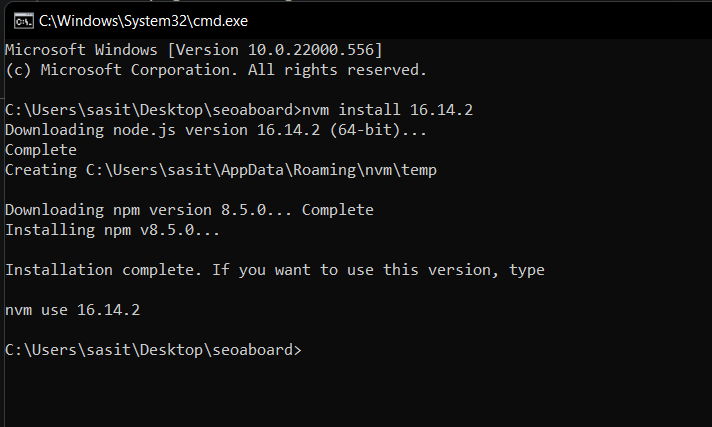 C:\Windows\System32\cmd.exe
Microsoft Windows [Version 10.0.22000.556]
(c) Microsoft Corporation. All rights reserved.
C:\Users\sasit\Desktop\seoaboard>nvm install 16.14.2
Downloading node.js version 16.14.2 (64-bit)...
Complete
Creating C:\Users\sasit\AppData\Roaming\nvm\temp
Downloading npm version 8.5.0... Complete
Installing npm v8.5.0...
Installation complete. If you want to use this version, type
nvm use 16.14.2
C:\Users\sasit\Desktop\seoaboard>